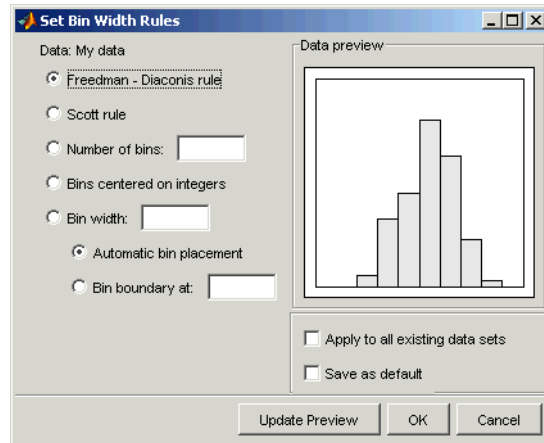 Set Bin Width Rules
Data: My data
Freedman - Diaconis rule
Scott rule
Number of bins:
Bins centered on integers
Bin width:
Automatic bin placement
Bin boundary at:
Data preview
Apply to all existing data sets
Save as default
Update Preview
OK
Cancel